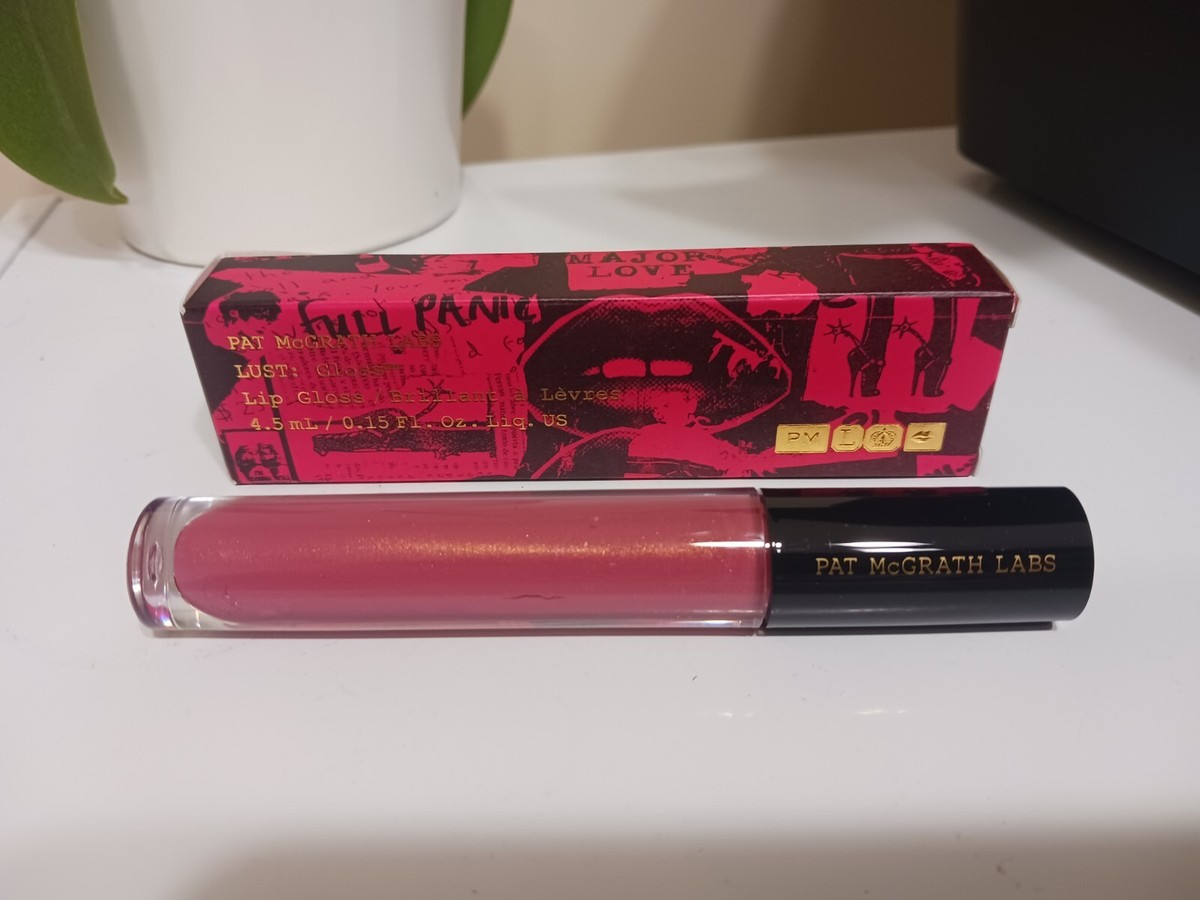 MAJOR
LOVE
fuLL PANIC
PAT McGRATH LABS
LUST: Gloss™
Lip Gloss / Brillant à Lèvres
4.5 mL / 0.15 Fl. Oz. Liq. US
PM L
PAT McGRATH LABS